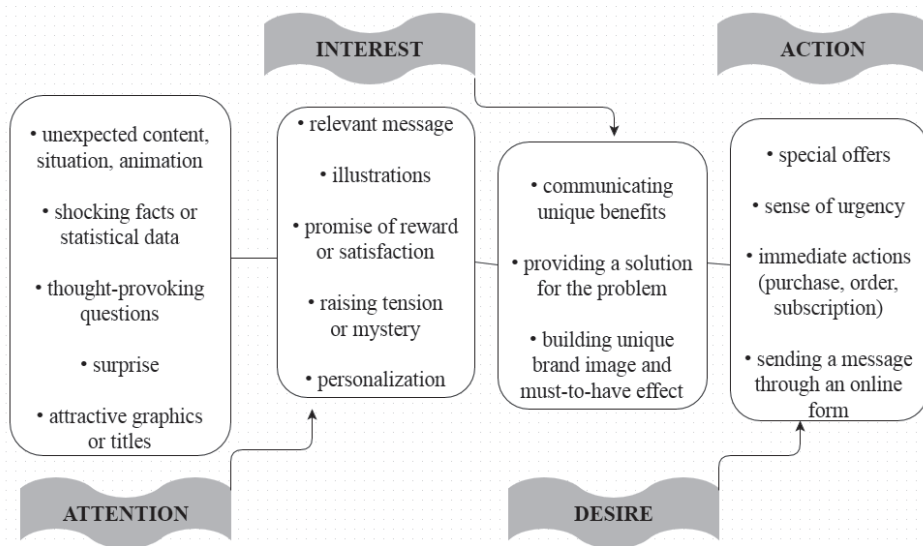 INTEREST
ACTION
• unexpected content,
situation, animation
• shocking facts or
statistical data
• thought-provoking
questions
• surprise
• attractive graphics
or titles
• relevant message
• illustrations
• promise of reward
or satisfaction
• raising tension
or mystery
• personalization
• communicating
unique benefits
• providing a solution
for the problem
• building unique
brand image and
must-to-have effect
• special offers
• sense of urgency
• immediate actions
(purchase, order,
subscription)
• sending a message
through an online
form
ATTENTION
DESIRE